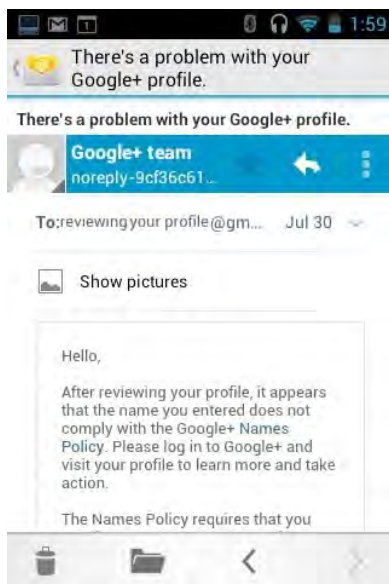 1
1:59
There's a problem with your
Google+ profile.
There's a problem with your Google+ profile.
Google+ team
noreply-9cf36c61...
To:reviewing your profile@gm... Jul 30
Show pictures
Hello,
After reviewing your profile, it appears
that the name you entered does not
comply with the Google+ Names
Policy. Please log in to Google+ and
visit your profile to learn more and take
action.
The Names Policy requires that you